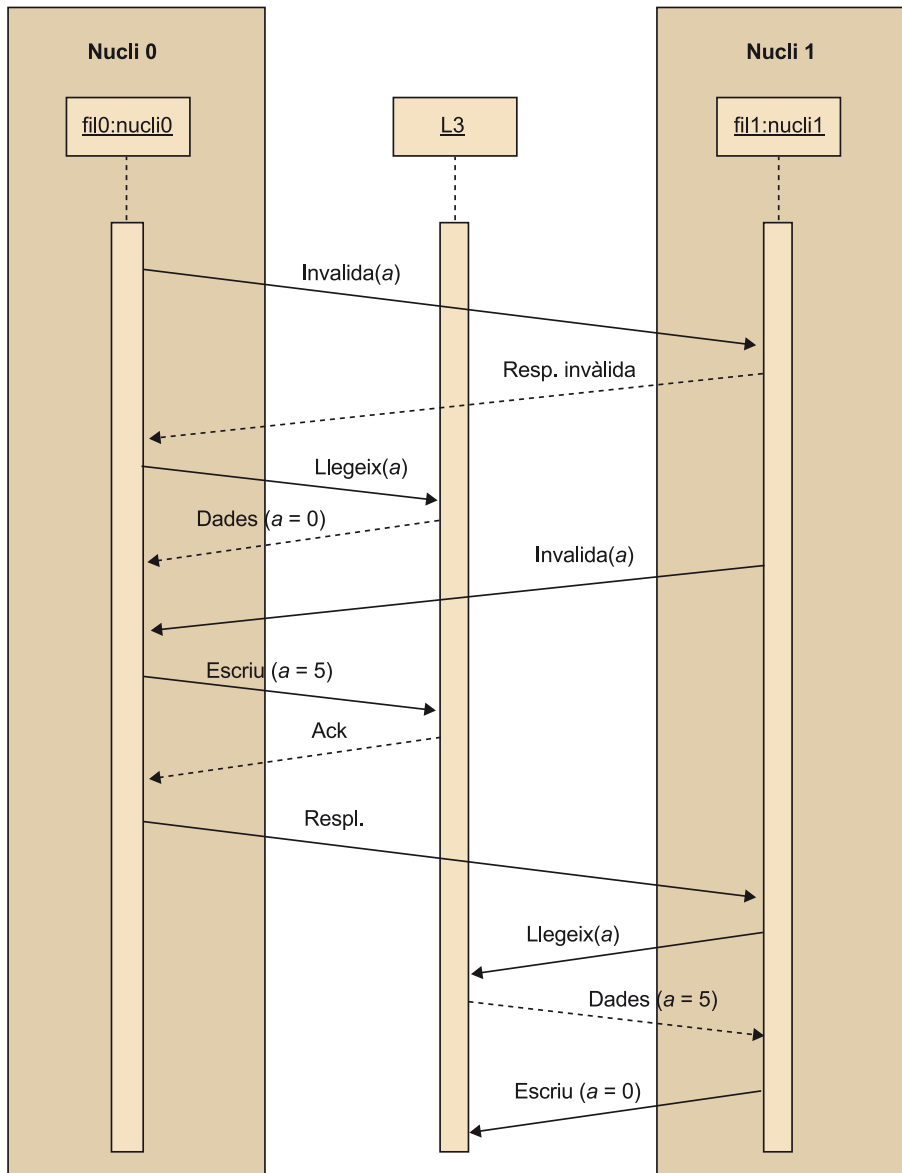 Nucli 0
Nucli 1
fil0:nucli0
L3
fil1:nucli1
Invalida(a)
Resp. invàlida
Llegeix(a)
Dades (a = 0)
Invalida(a)
Escriu (a = 5)
Ack
Respl.
Llegeix(a)
Dades (a = 5)
Escriu (a = 0)